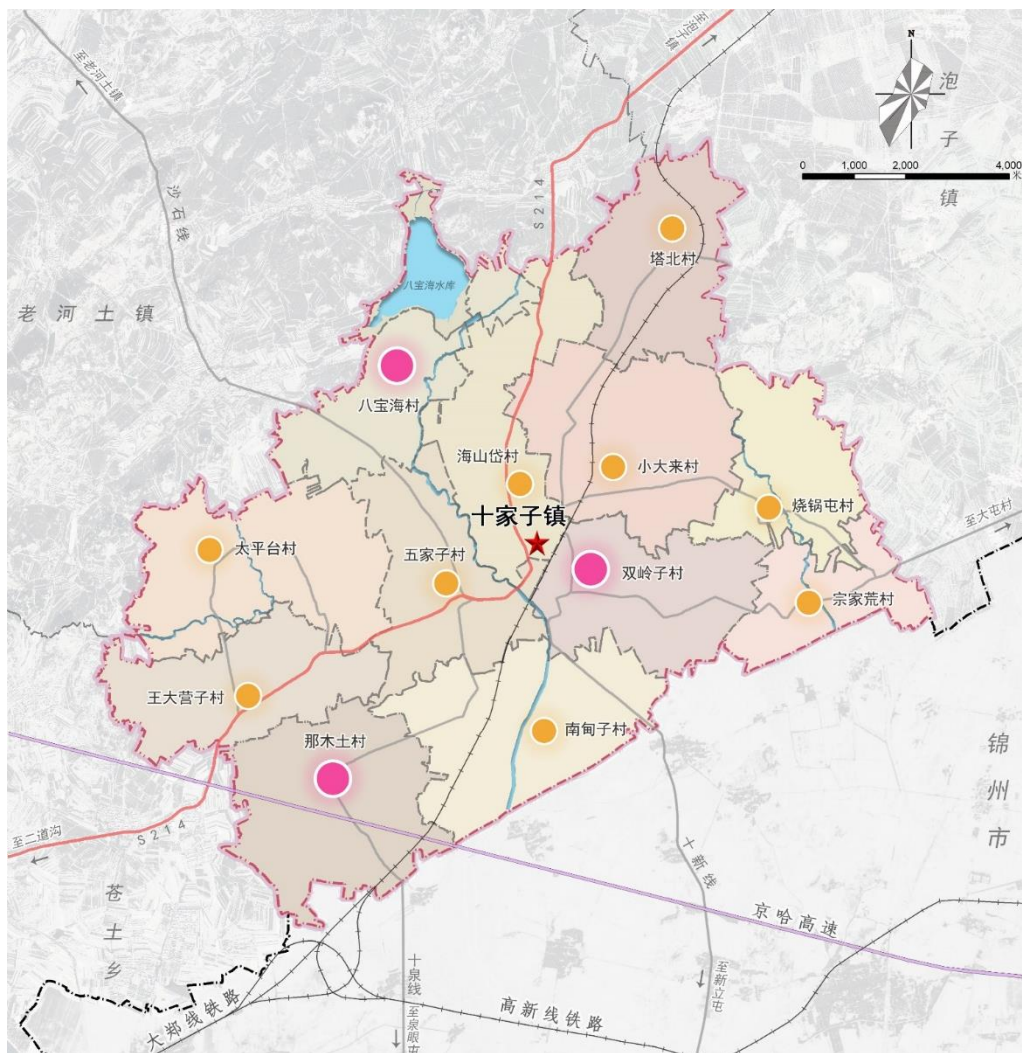 至泡子镇
N
泡子镇
至老河土镇
0 1,000 2,000 4,000
米
沙石线
S214
塔北村
八宝海水库
老河土镇
八宝海村
海山岱村
小大来村
烧锅屯村
十家子镇
至大屯村
太平台村
五家子村
双岭子村
宗家荒村
王大营子村
那木土村
南甸子村
锦州市
至二道沟
S214
苍土乡
十新线
京哈高速
十泉线
至泉眼屯
至新立屯
大郑线铁路
高新线铁路